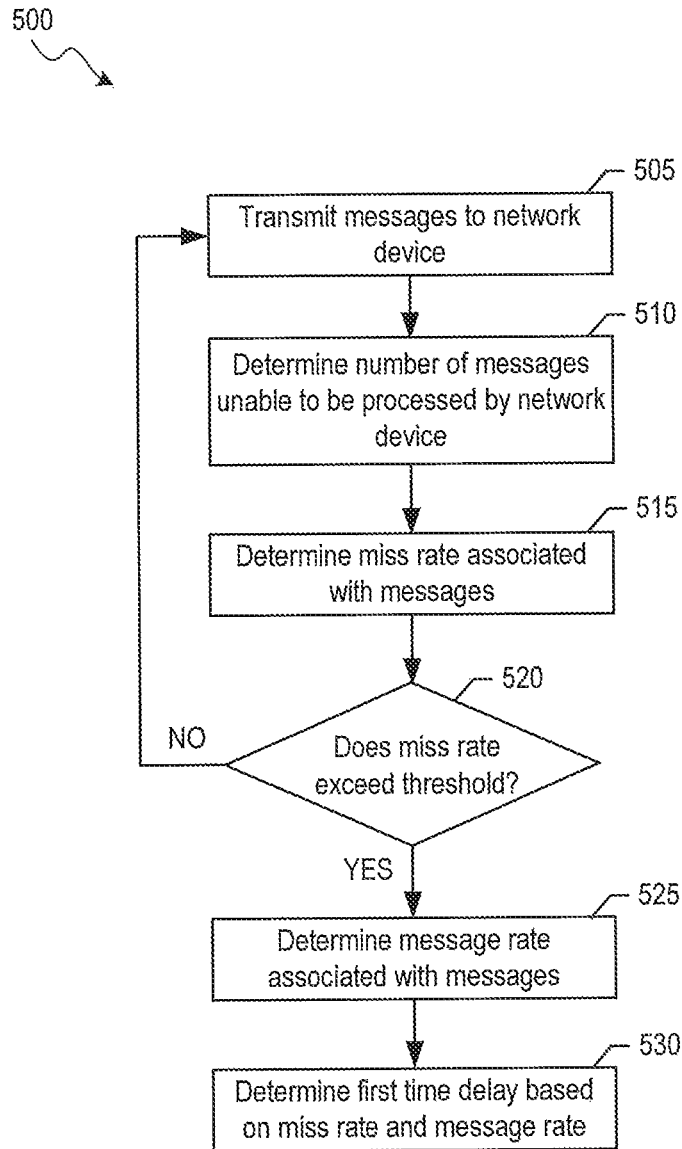 500
505
Transmit messages to network
device
510
Determine number of messages
unable to be processed by network
device
515
Determine miss rate associated
with messages
520
NO
Does miss rate
exceed threshold?
YES
525
Determine message rate
associated with messages
530
Determine first time delay based
on miss rate and message rate